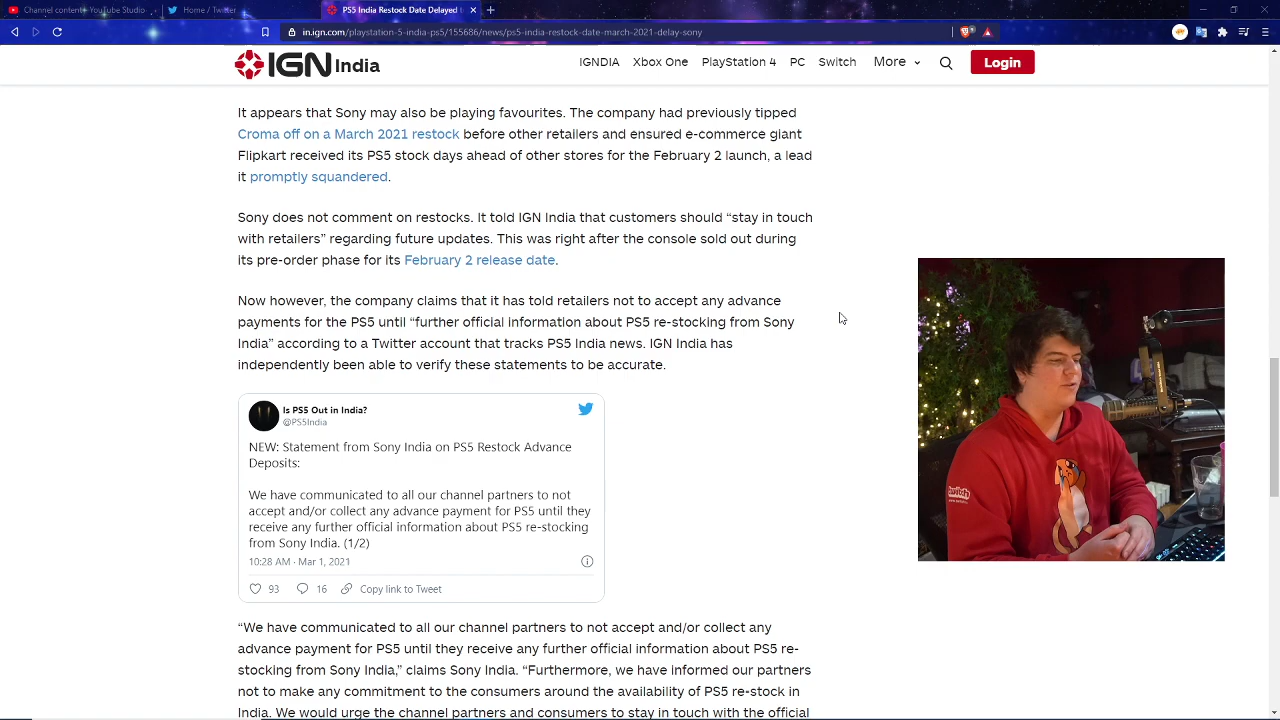 Channel content - YouTube Studio
Home / Twitter
PS5 India Restock Date Delayed
in.ign.com/playstation-5-india-ps5/155686/news/ps5-india-restock-date-march-2021-delay-sony
IGN India
IGNDIA Xbox One PlayStation 4 PC Switch More Login
It appears that Sony may also be playing favourites. The company had previously tipped
Croma off on a March 2021 restock before other retailers and ensured e-commerce giant
Flipkart received its PS5 stock days ahead of other stores for the February 2 launch, a lead
it promptly squandered.
Sony does not comment on restocks. It told IGN India that customers should “stay in touch
with retailers” regarding future updates. This was right after the console sold out during
its pre-order phase for its February 2 release date.
Now however, the company claims that it has told retailers not to accept any advance
payments for the PS5 until “further official information about PS5 re-stocking from Sony
India” according to a Twitter account that tracks PS5 India news. IGN India has
independently been able to verify these statements to be accurate.
Is PS5 Out in India?
@PS5India
NEW: Statement from Sony India on PS5 Restock Advance
Deposits:
We have communicated to all our channel partners to not
accept and/or collect any advance payment for PS5 until they
receive any further official information about PS5 re-stocking
from Sony India. (1/2)
10:28 AM · Mar 1, 2021
93 16 Copy link to Tweet
“We have communicated to all our channel partners to not accept and/or collect any
advance payment for PS5 until they receive any further official information about PS5 re-
stocking from Sony India,” claims Sony India. “Furthermore, we have informed our partners
not to make any commitment to the consumers around the availability of PS5 re-stock in
India. We would urge the channel partners and consumers to stay in touch with the official
twitch